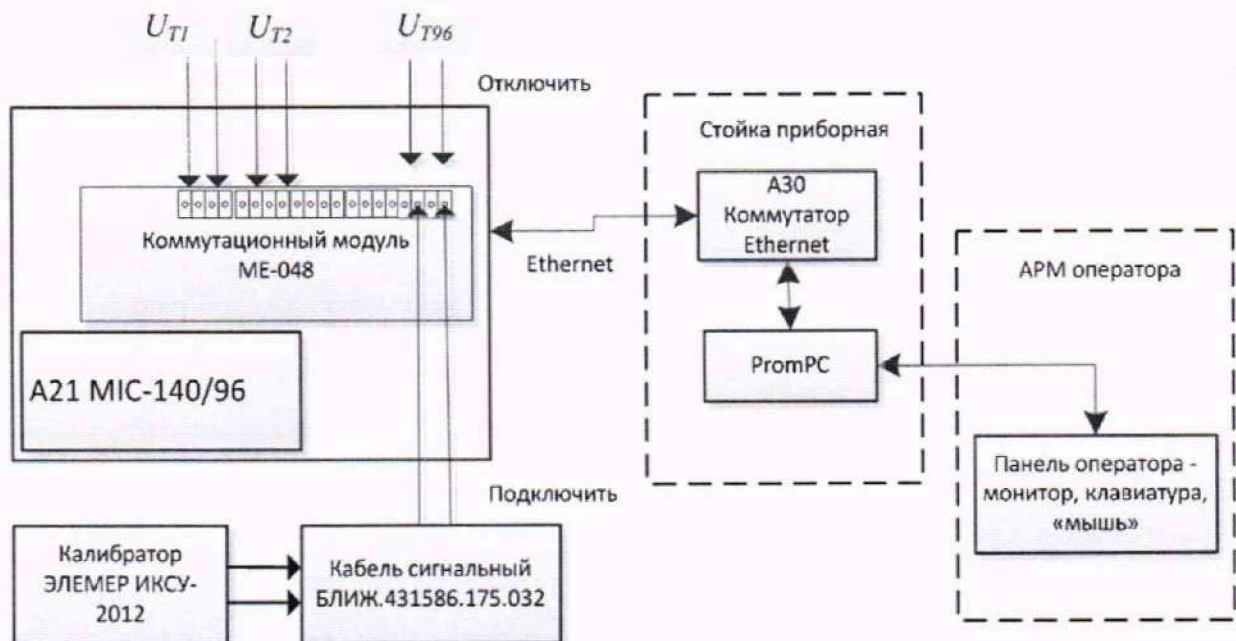 U_T1
U_T2
U_T96
Отключить
Коммутационный модуль
МЕ-048
А21 MIC-140/96
Ethernet
Стойка приборная
А30
Коммутатор
Ethernet
PromPC
АРМ оператора
Панель оператора -
монитор, клавиатура,
«мышь»
Подключить
Калибратор
ЭЛЕМЕР ИКСУ-
2012
Кабель сигнальный
БЛИЖ.431586.175.032